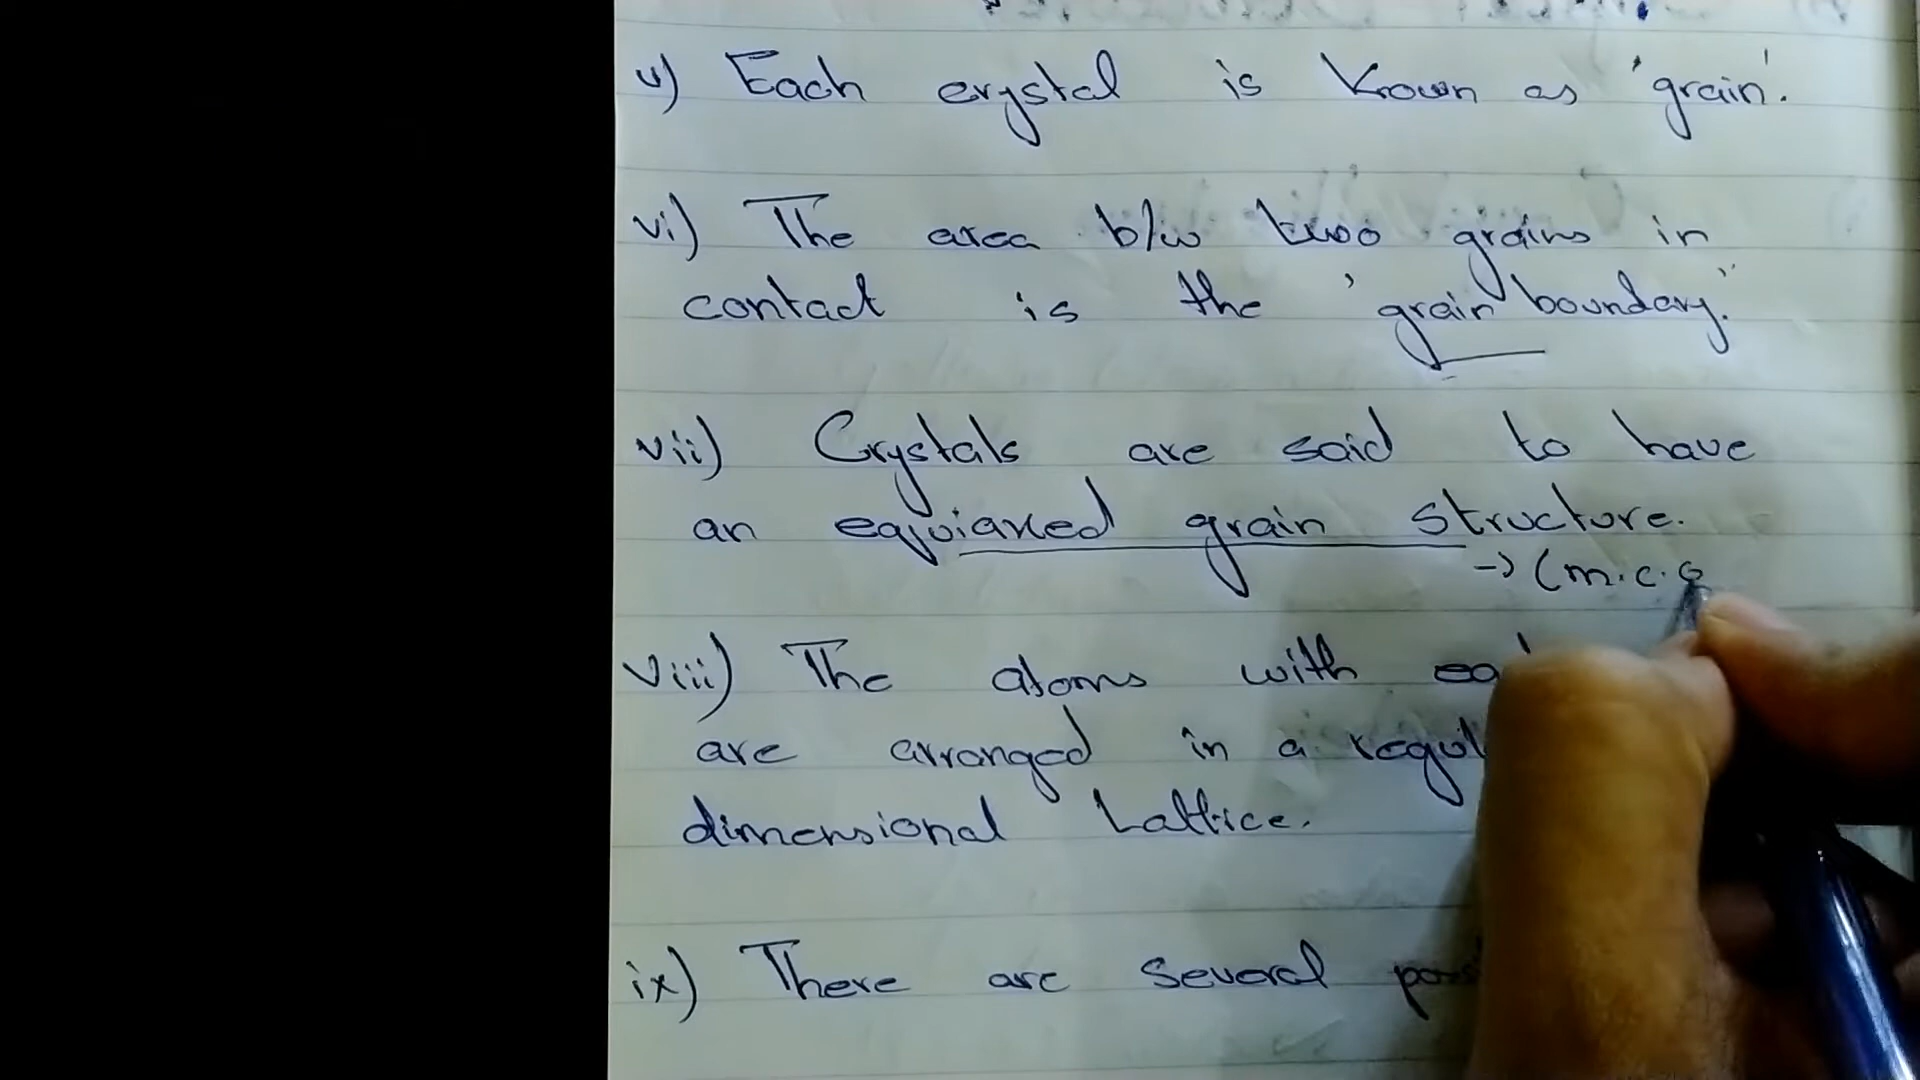 v) Each crystal is known as 'grain'.
vi) The area b/w two grains in
contact is the 'grain boundary."
vii) Crystals are said to have
an equiaxed grain structure.
-> (m.c.
viii) The atoms with
are arranged in a
dimensional Lattice.
ix) There are several